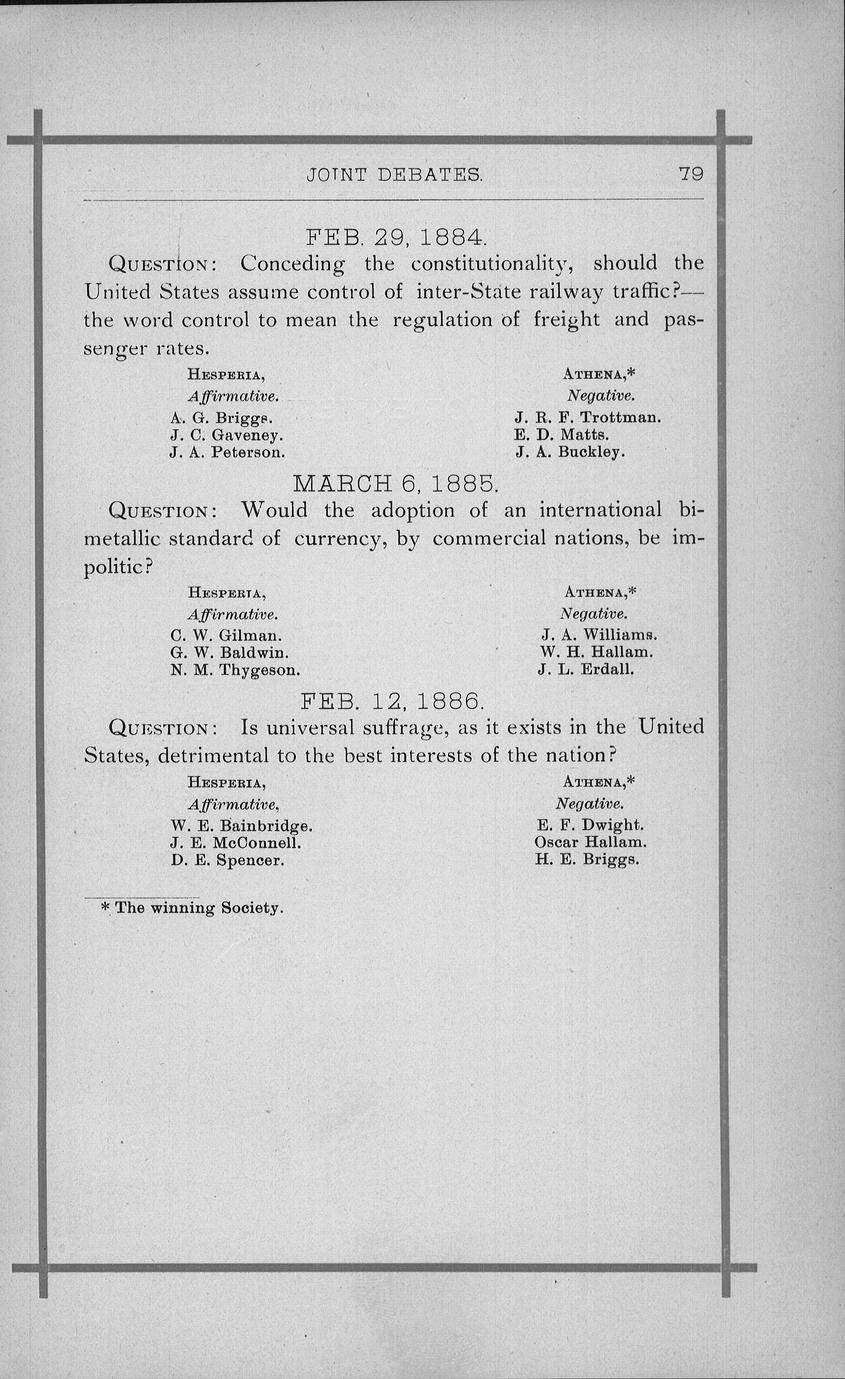 JOINT DEBATES. 79
FEB. 29, 1884.
QUESTION: Conceding the constitutionality, should the
United States assume control of inter-State railway traffic?—
the word control to mean the regulation of freight and pas-
senger rates.
HESPERIA, ATHENA,*
Affirmative. Negative.
A. G. Briggs. J. R. F. Trottman.
J. C. Gaveney. E. D. Matts.
J. A. Peterson. J. A. Buckley.
MARCH 6, 1885.
QUESTION: Would the adoption of an international bi-
metallic standard of currency, by commercial nations, be im-
politic?
HESPERIA, ATHENA,*
Affirmative. Negative.
C. W. Gilman. J. A. Williams.
G. W. Baldwin. W. H. Hallam.
N. M. Thygeson. J. L. Erdall.
FEB. 12, 1886.
QUESTION: Is universal suffrage, as it exists in the United
States, detrimental to the best interests of the nation?
HESPERIA, ATHENA,*
Affirmative, Negative.
W. E. Bainbridge. E. F. Dwight.
J. E. McConnell. Oscar Hallam.
D. E. Spencer. H. E. Briggs.
* The winning Society.